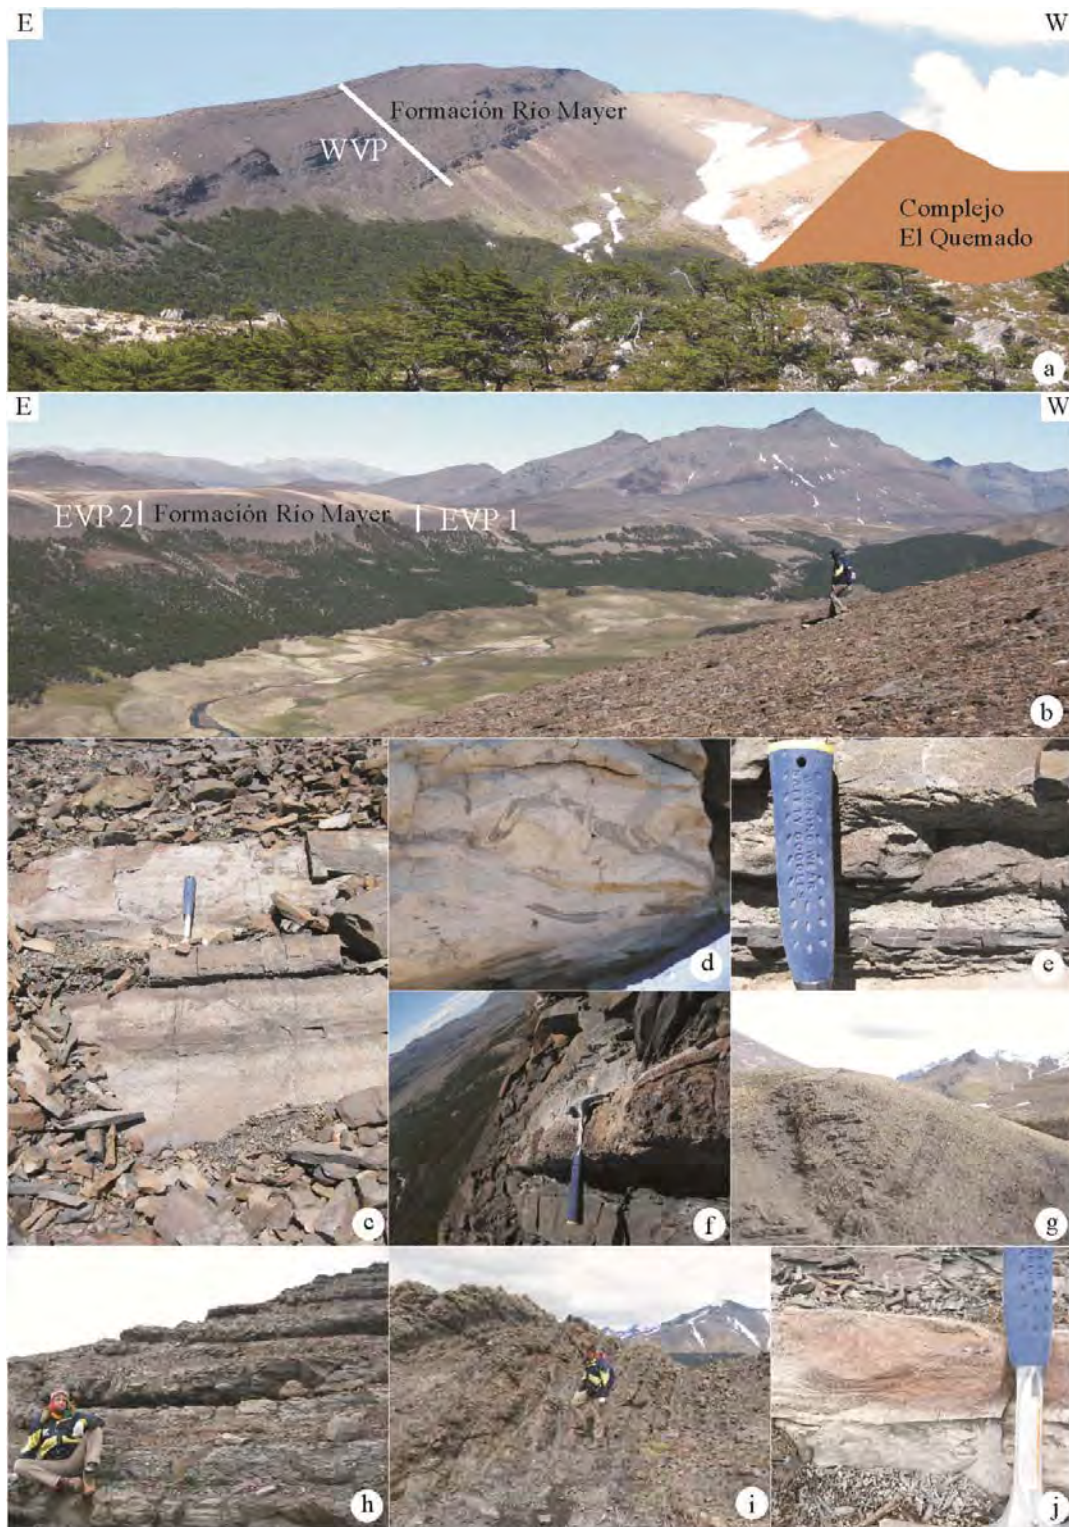 E
W
Formación Río Mayer
WVP
Complejo
El Quemado
a
E
W
EVP 2
Formación Río Mayer
EVP 1
b
c
d
e
f
g
h
i
j